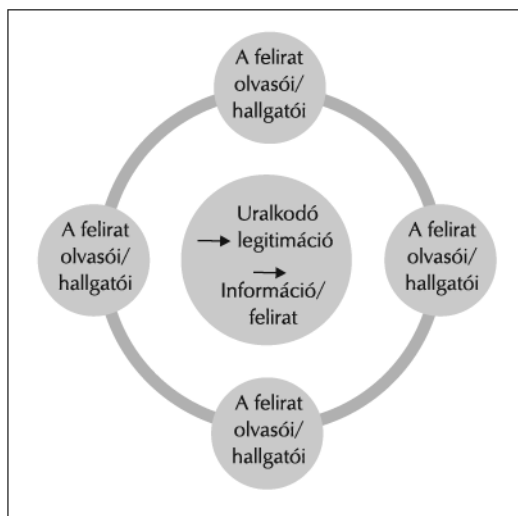 A felirat
olvasói/
hallgatói
A felirat
olvasói/
hallgatói
Uralkodó
→ legitimáció
→
Információ/
felirat
A felirat
olvasói/
hallgatói
A felirat
olvasói/
hallgatói